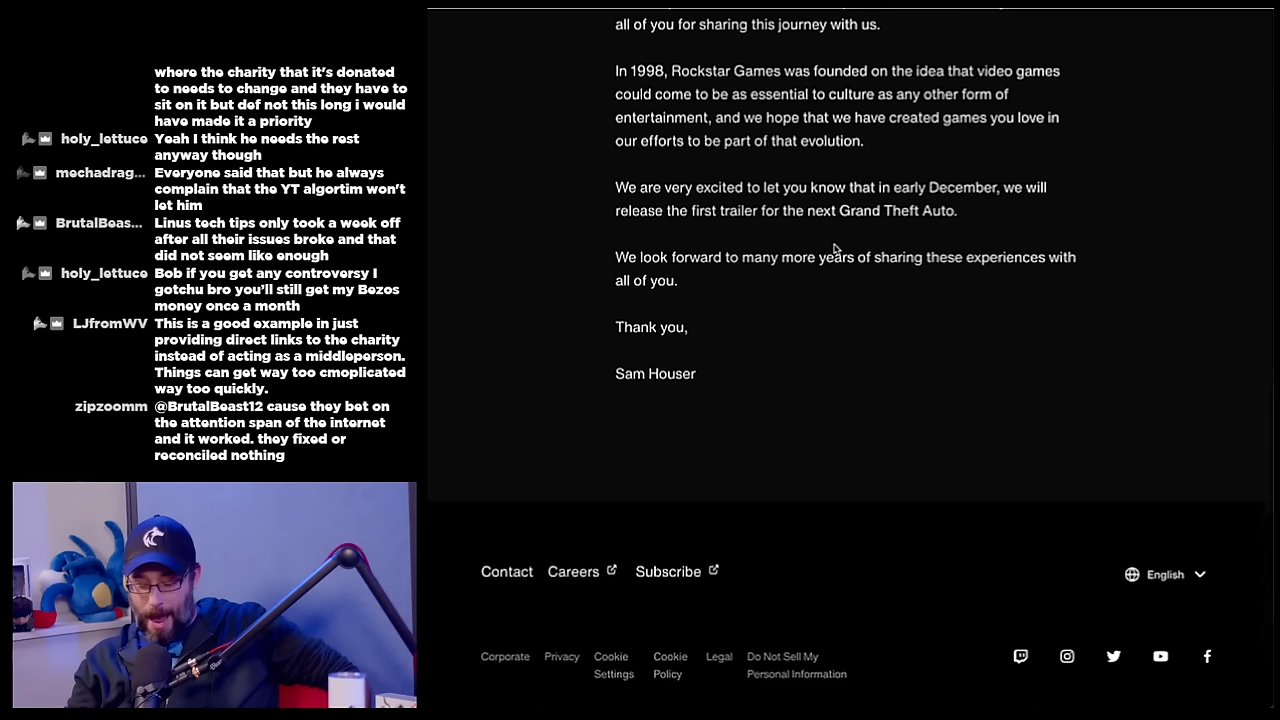 where the charity that it's donated
to needs to change and they have to
sit on it but def not this long i would
have made it a priority
holy_lettuce Yeah I think he needs the rest
anyway though
mechadrag... Everyone said that but he always
complain that the YT algortim won't
let him
BrutalBeas... Linus tech tips only took a week off
after all their issues broke and that
did not seem like enough
holy_lettuce Bob if you get any controversy I
gotchu bro you'll still get my Bezos
money once a month
LJfromWV This is a good example in just
providing direct links to the charity
instead of acting as a middleperson.
Things can get way too cmoplicated
way too quickly.
zipzoomm @BrutalBeast12 cause they bet on
the attention span of the internet
and it worked. they fixed or
reconciled nothing
all of you for sharing this journey with us.
In 1998, Rockstar Games was founded on the idea that video games
could come to be as essential to culture as any other form of
entertainment, and we hope that we have created games you love in
our efforts to be part of that evolution.
We are very excited to let you know that in early December, we will
release the first trailer for the next Grand Theft Auto.
We look forward to many more years of sharing these experiences with
all of you.
Thank you,
Sam Houser
Contact Careers Subscribe
English
Corporate Privacy Cookie Settings Cookie Policy Legal Do Not Sell My Personal Information